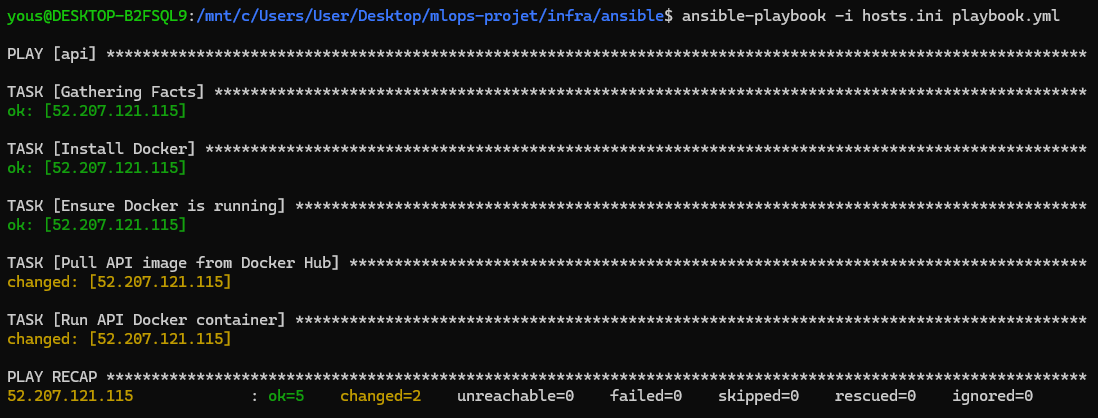 yous@DESKTOP-B2FSQL9:/mnt/c/Users/User/Desktop/mlops-projet/infra/ansible$ ansible-playbook -i hosts.ini playbook.yml
PLAY [api] *************************************************************************************************************
TASK [Gathering Facts] *************************************************************************************************
ok: [52.207.121.115]
TASK [Install Docker] **************************************************************************************************
ok: [52.207.121.115]
TASK [Ensure Docker is running] ****************************************************************************************
ok: [52.207.121.115]
TASK [Pull API image from Docker Hub] **********************************************************************************
changed: [52.207.121.115]
TASK [Run API Docker container] ****************************************************************************************
changed: [52.207.121.115]
PLAY RECAP *************************************************************************************************************
52.207.121.115             : ok=5    changed=2    unreachable=0    failed=0    skipped=0    rescued=0    ignored=0